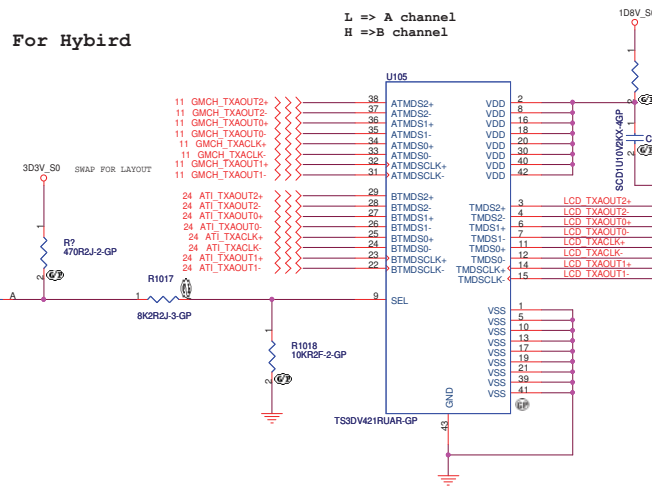 For Hybird
L => A channel
H =>B channel
1D8V_S0
U105
11 GMCH_TXAOUT2+ 38 ATMDS2+ VDD 2
11 GMCH_TXAOUT2- 37 ATMDS2- VDD 8
11 GMCH_TXAOUT0+ 36 ATMDS1+ VDD 16
11 GMCH_TXAOUT0- 35 ATMDS1- VDD 18
11 GMCH_TXACLK+ 34 ATMDS0+ VDD 20
11 GMCH_TXACLK- 33 ATMDS0- VDD 30
11 GMCH_TXAOUT1+ 32 ATMDSCLK+ VDD 40
11 GMCH_TXAOUT1- 31 ATMDSCLK- VDD 42
1
2
SCD1U10V2KX-4GP
C
3D3V_S0 SWAP FOR LAYOUT
24 ATI_TXAOUT2+ 29 BTMDS2+
24 ATI_TXAOUT2- 28 BTMDS2- TMDS2+ 3 LCD_TXAOUT2+
24 ATI_TXAOUT0+ 27 BTMDS1+ TMDS2- 4 LCD_TXAOUT2-
24 ATI_TXAOUT0- 26 BTMDS1- TMDS1+ 6 LCD_TXAOUT0+
24 ATI_TXACLK+ 25 BTMDS0+ TMDS1- 7 LCD_TXAOUT0-
24 ATI_TXACLK- 24 BTMDS0- TMDS0+ 11 LCD_TXACLK+
24 ATI_TXAOUT1+ 23 BTMDSCLK+ TMDS0- 12 LCD_TXACLK-
24 ATI_TXAOUT1- 22 BTMDSCLK- TMDSCLK+ 14 LCD_TXAOUT1+
TMDSCLK- 15 LCD_TXAOUT1-
1
R?
470R2J-2-GP
2
A
R1017
1
8K2R2J-3-GP
9 SEL
VSS 1
VSS 5
VSS 10
VSS 13
VSS 17
VSS 19
VSS 21
VSS 39
VSS 41
1
R1018
10KR2F-2-GP
2
GND
GP
TS3DV421RUAR-GP
43